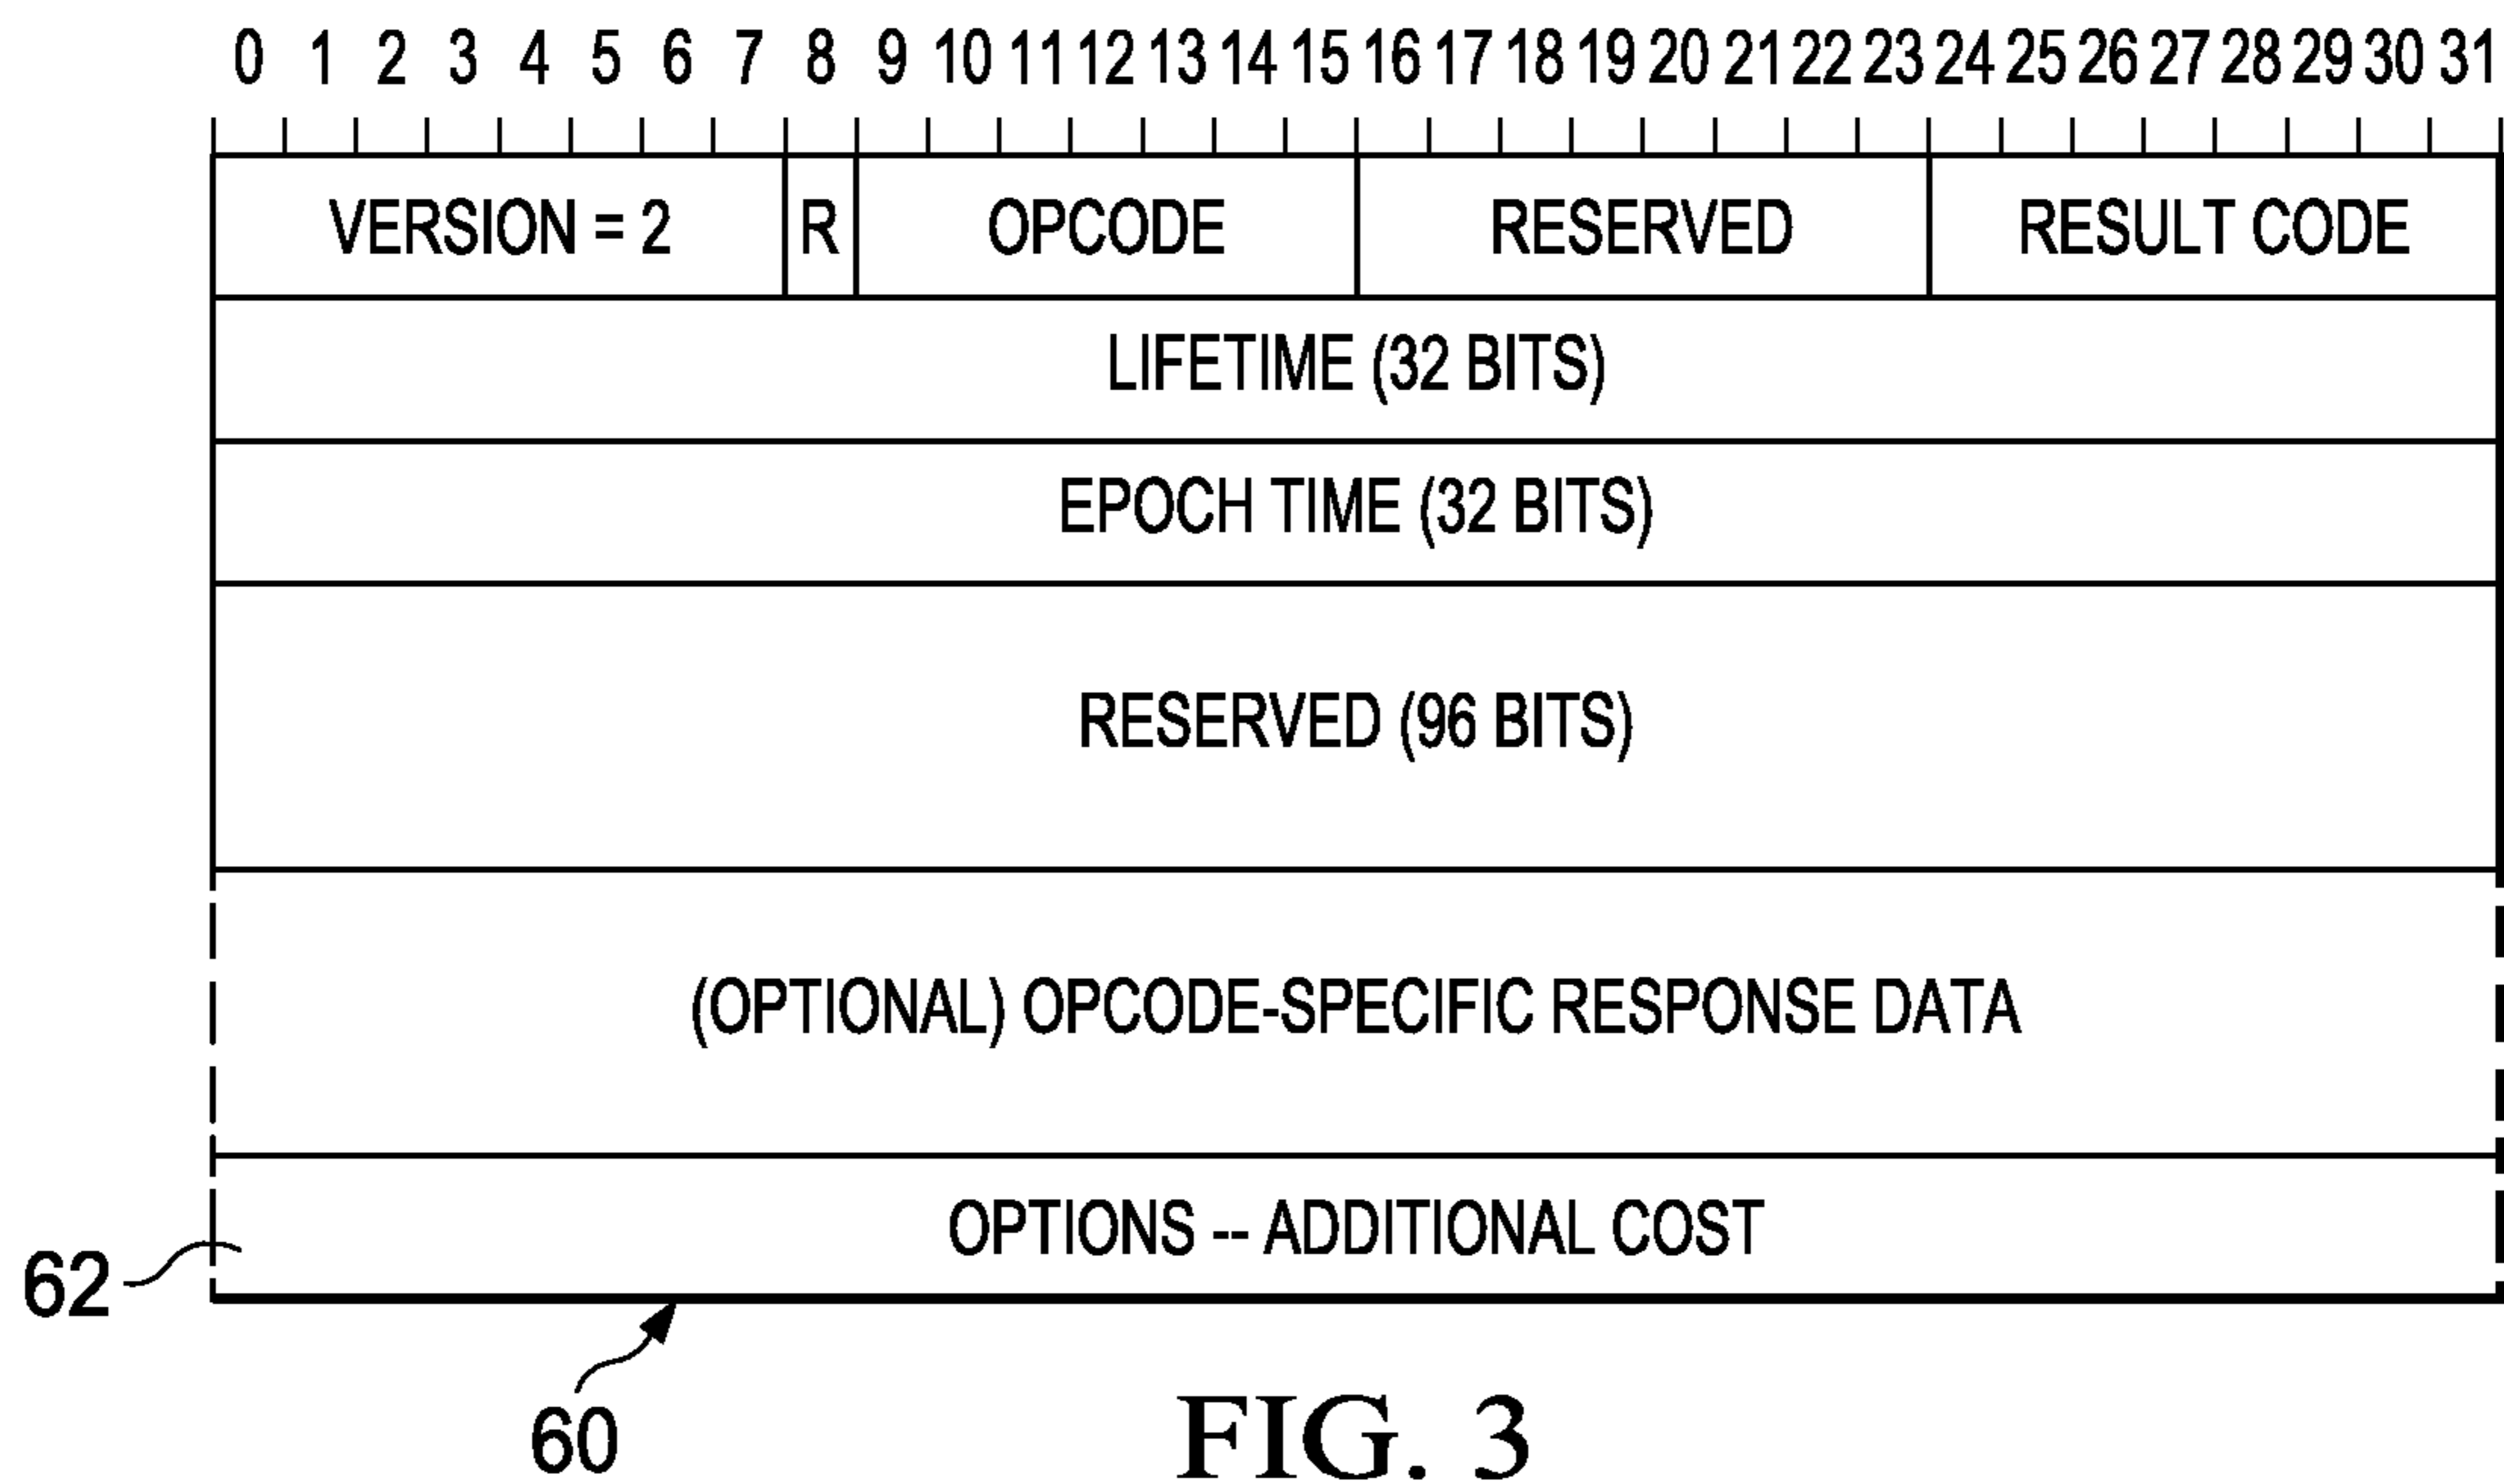 0 1 2 3 4 5 6 7 8 9 10 11 12 13 14 15 16 17 18 19 20 21 22 23 24 25 26 27 28 29 30 31
VERSION = 2 R OPCODE RESERVED RESULT CODE
LIFETIME (32 BITS)
EPOCH TIME (32 BITS)
RESERVED (96 BITS)
(OPTIONAL) OPCODE-SPECIFIC RESPONSE DATA
OPTIONS -- ADDITIONAL COST
62
60
FIG. 3